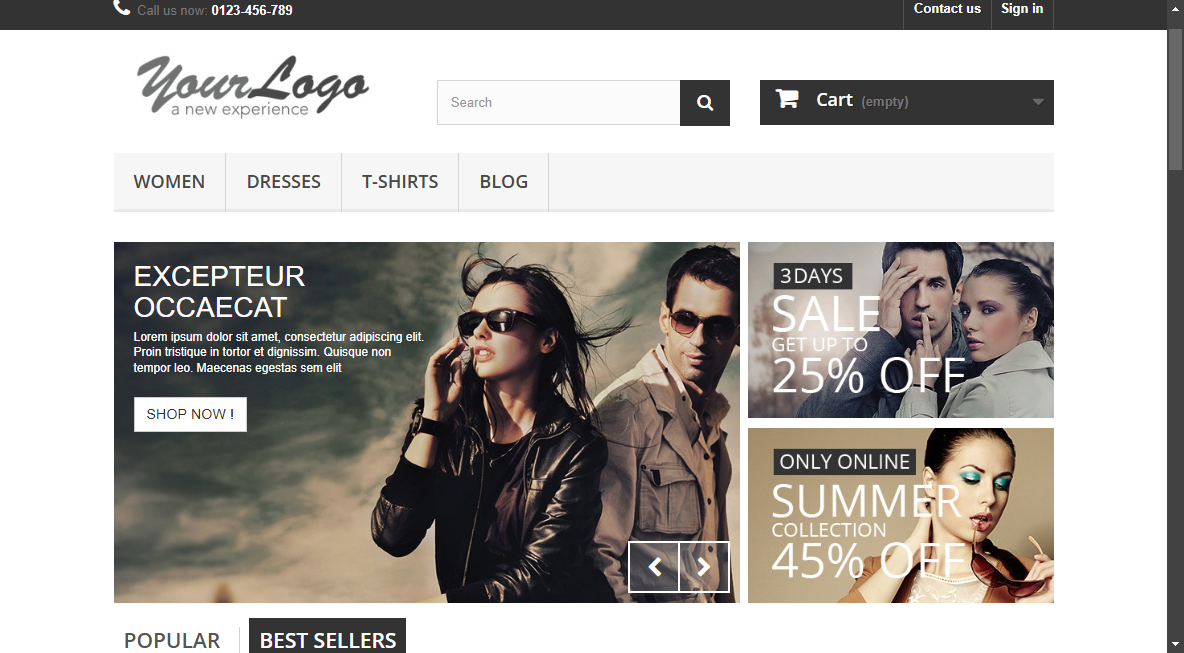 Call us now: 0123-456-789
Contact us
Sign in
YourLogo
a new experience
Search
Cart (empty)
WOMEN
DRESSES
T-SHIRTS
BLOG
EXCEPTEUR
OCCAECAT
Lorem ipsum dolor sit amet, consectetur adipiscing elit.
Proin tristique in tortor et dignissim. Quisque non
tempor leo. Maecenas egestas sem elit
SHOP NOW !
3 DAYS
SALE
GET UP TO
25% OFF
ONLY ONLINE
SUMMER
COLLECTION
45% OFF
POPULAR
BEST SELLERS